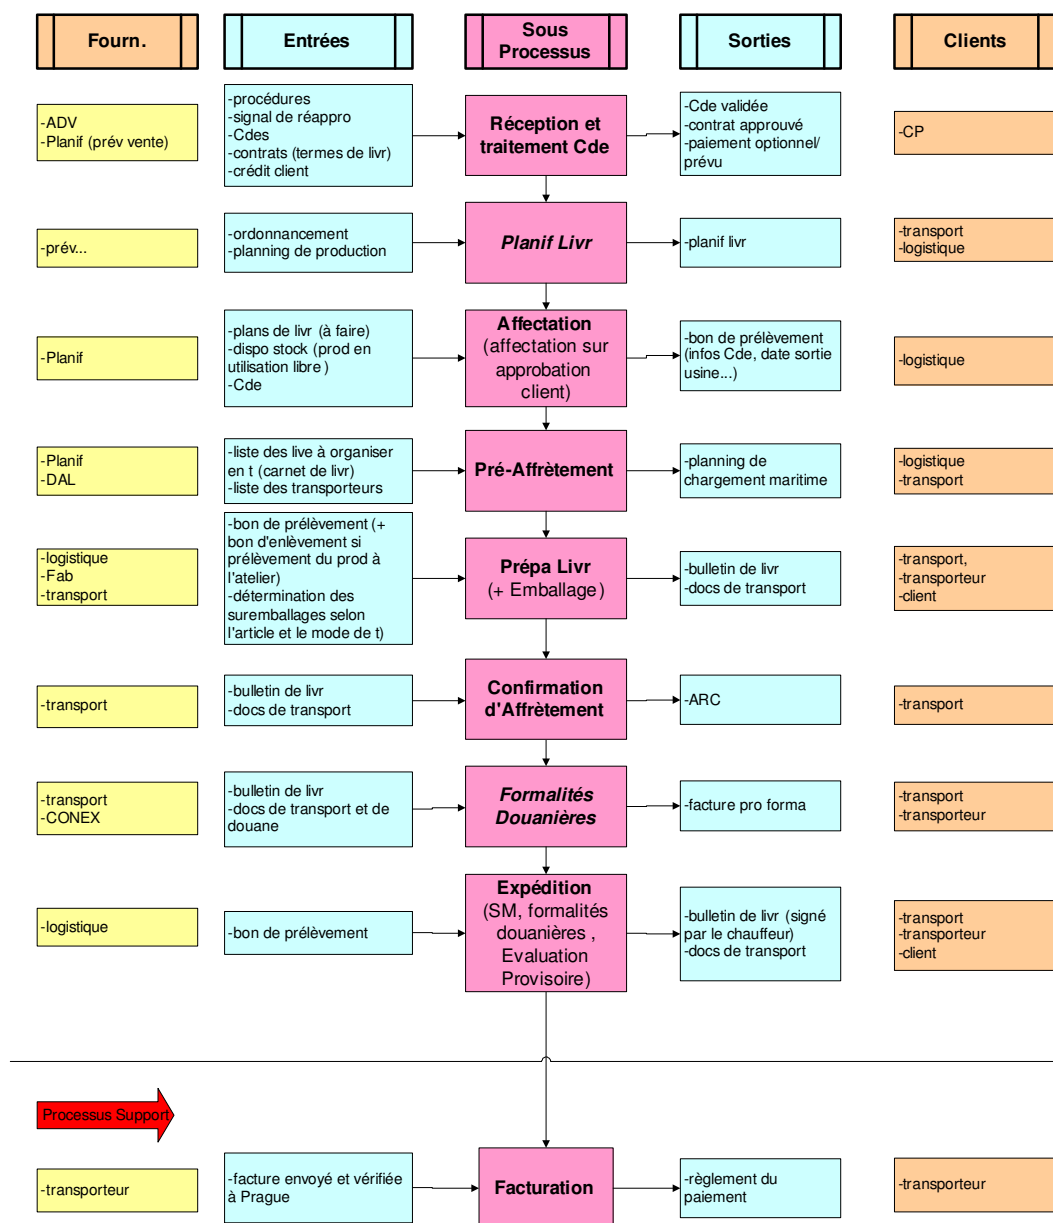 Fourn.
Entrées
Sous
Processus
Sorties
Clients
-ADV
-Planif (prév vente)
-procédures
-signal de réappro
-Cdes
-contrats (termes de livr)
-crédit client
Réception et
traitement Cde
-Cde validée
-contrat approuvé
-paiement optionnel/
prévu
-CP
-prév...
-ordonnancement
-planning de production
Planif Livr
-planif livr
-transport
-logistique
-Planif
-plans de livr (à faire)
-dispo stock (prod en
utilisation libre )
-Cde
Affectation
(affectation sur
approbation
client)
-bon de prélèvement
(infos Cde, date sortie
usine...)
-logistique
-Planif
-DAL
-liste des live à organiser
en t (carnet de livr)
-liste des transporteurs
Pré-Affrètement
-planning de
chargement maritime
-logistique
-transport
-logistique
-Fab
-transport
-bon de prélèvement (+
bon d'enlèvement si
prélèvement du prod à
l'atelier)
-détermination des
suremballages selon
l'article et le mode de t)
Prépa Livr
(+ Emballage )
-bulletin de livr
-docs de transport
-transport,
-transporteur
-client
-transport
-bulletin de livr
-docs de transport
Confirmation
d'Affrètement
-ARC
-transport
-transport
-CONEX
-bulletin de livr
-docs de transport et de
douane
Formalités
Douanières
-facture pro forma
-transport
-transporteur
-logistique
-bon de prélèvement
Expédition
(SM, formalités
douanières ,
Evaluation
Provisoire)
-bulletin de livr (signé
par le chauffeur)
-docs de transport
-transport
-transporteur
-client
Processus Support
-transporteur
-facture envoyé et vérifiée
à Prague
Facturation
-règlement du
paiement
-transporteur